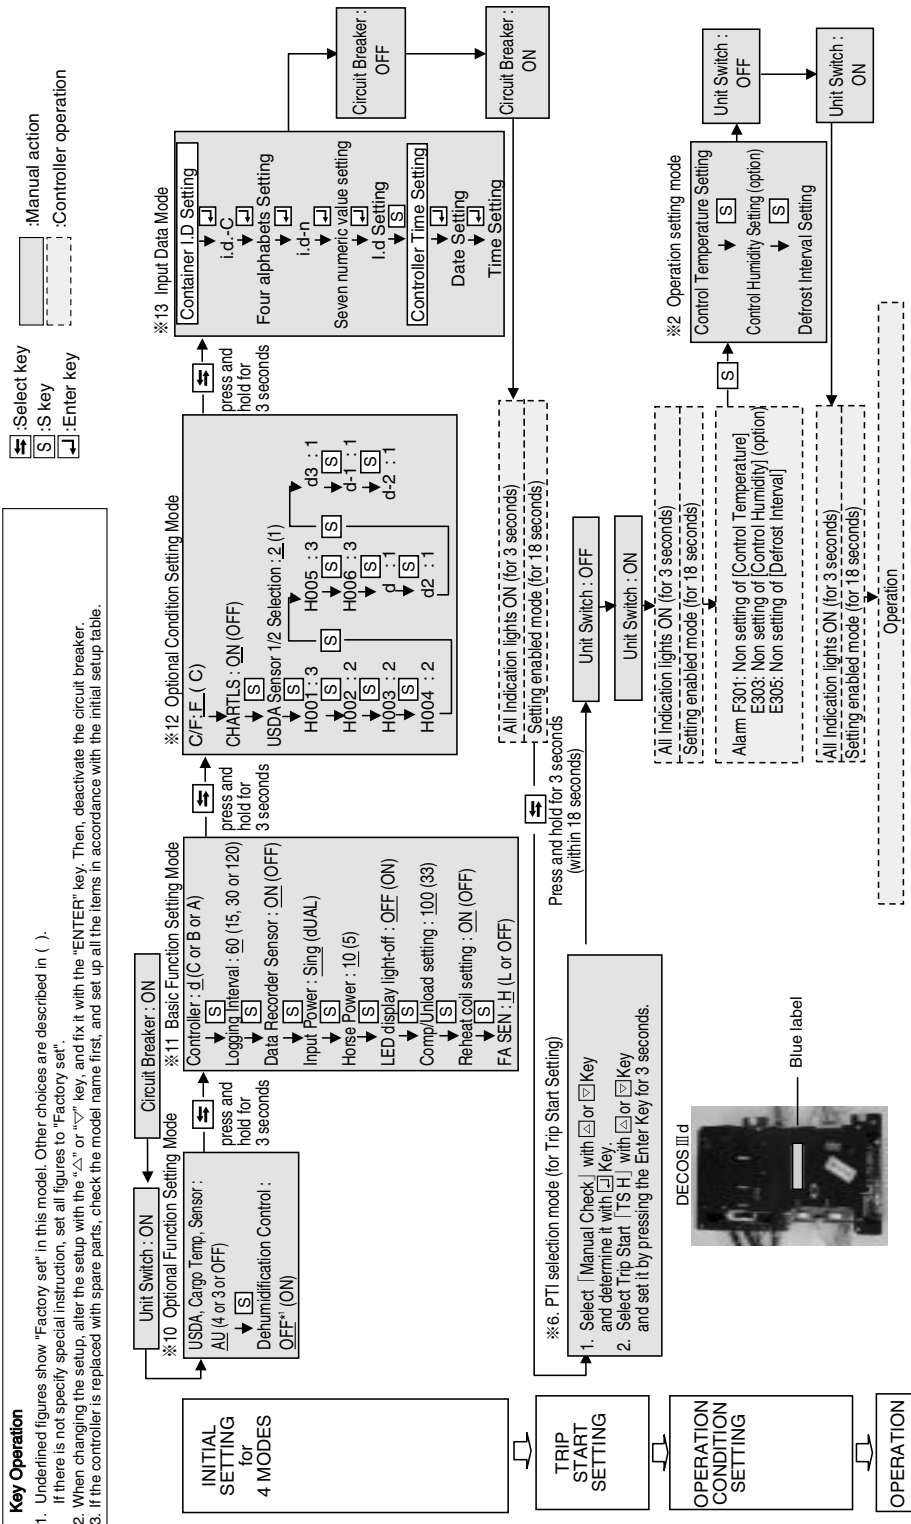 Key Operation
1. Underlined figures show "Factory set" in this model. Other choices are described in ( ).
If there is not specify special instruction, set all figures to "Factory set".
2. When changing the setup, alter the setup with the "△" or "▽" key, and fix it with the "ENTER" key. Then, deactivate the circuit breaker.
3. If the controller is replaced with spare parts, check the model name first, and set up all the items in accordance with the initial setup table.
:Select key
S :S key
:Enter key
:Manual action
:Controller operation
INITIAL
SETTING
for
4 MODES
Circuit Breaker : ON
Unit Switch : ON
※10 Optional Function Setting Mode
USDA, Cargo Temp, Sensor :
AU (4 or 3 or OFF)
S
Dehumidification Control :
OFF*1 (ON)
press and
hold for
3 seconds
※11 Basic Function Setting Mode
Controller : d (C or B or A)
S
Logging Interval : 60 (15, 30 or 120)
S
Data Recorder Sensor : ON (OFF)
S
Input Power : Sing (dUAL)
S
Horse Power : 10 (5)
S
LED display light-off : OFF (ON)
S
Comp/Unload setting : 100 (33)
S
Reheat coil setting : ON (OFF)
S
FA SEN : H (L or OFF)
press and
hold for
3 seconds
※12 Optional Condition Setting Mode
C/F: F ( C)
CHARTLS : ON (OFF)
S
USDA Sensor 1/2 Selection : 2 (1)
S
H001 : 3
S
H002 : 2
S
H003 : 2
S
H004 : 2
S
H005 : 3
S
H006 : 3
S
d : 1
S
d2 : 1
S
d3 : 1
S
d-1 : 1
S
d-2 : 1
press and
hold for
3 seconds
※13 Input Data Mode
Container I.D Setting
i.d.-C
Four alphabets Setting
i.d-n
Seven numeric value setting
I.d Setting
S
Controller Time Setting
Date Setting
Time Setting
Circuit Breaker :
OFF
Circuit Breaker :
ON
All Indication lights ON (for 3 seconds)
Setting enabled mode (for 18 seconds)
Press and hold for 3 seconds
(within 18 seconds)
TRIP
START
SETTING
※6. PTI selection mode (for Trip Start Setting)
1. Select ｢Manual Check｣ with △ or ▽ Key
and determine it with Key.
2. Select Trip Start ｢TS H｣ with △ or ▽ Key
and set it by pressing the Enter Key for 3 seconds.
Unit Switch : OFF
Unit Switch : ON
OPERATION
CONDITION
SETTING
DECOS Ⅲ d
Blue label
All Indication lights ON (for 3 seconds)
Setting enabled mode (for 18 seconds)
Alarm F301: Non setting of [Control Temperature]
E303: Non setting of [Control Humidity] (option)
E305: Non setting of [Defrost Interval]
S
※2 Operation setting mode
Control Temperature Setting
S
Control Humidity Setting (option)
S
Defrost Interval Setting
Unit Switch :
OFF
Unit Switch :
ON
All Indication lights ON (for 3 seconds)
Setting enabled mode (for 18 seconds)
OPERATION
Operation